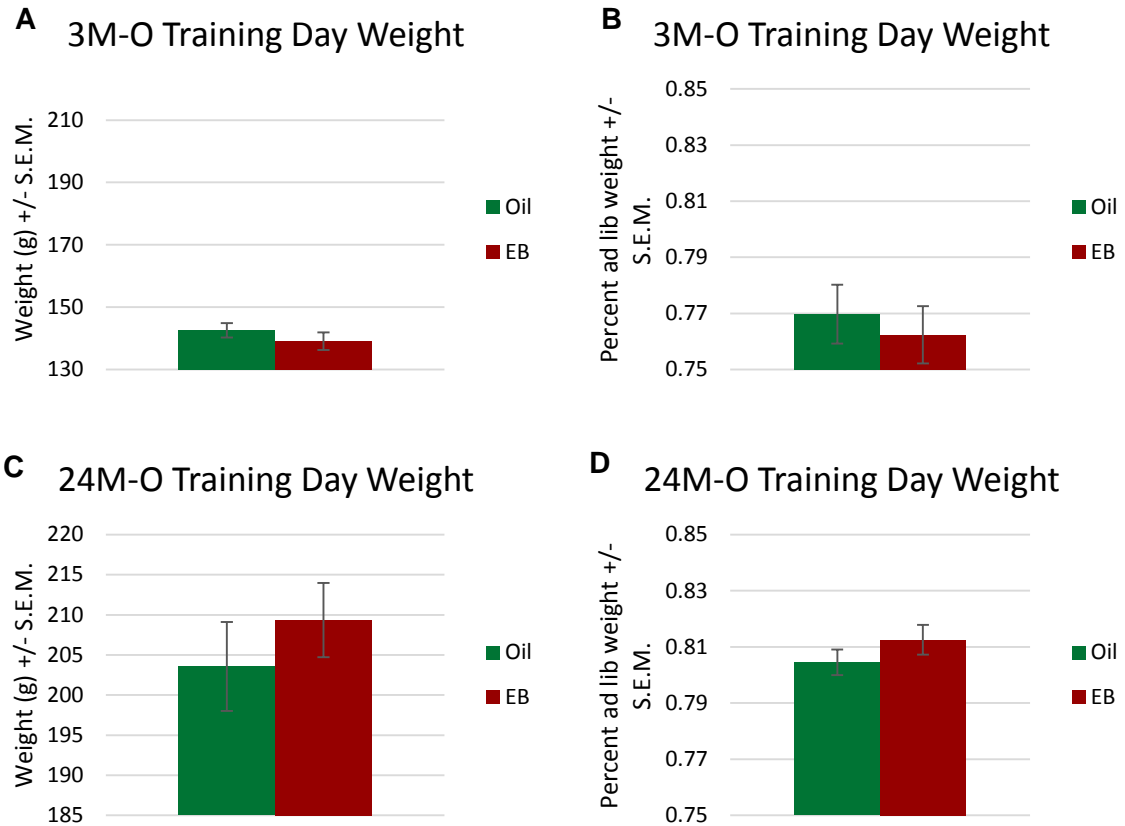 A
3M-O Training Day Weight
Weight (g) +/- S.E.M.
210
190
170
150
130
Oil
EB
B
3M-O Training Day Weight
Percent ad lib weight +/-
S.E.M.
0.85
0.83
0.81
0.79
0.77
0.75
Oil
EB
C
24M-O Training Day Weight
Weight (g) +/- S.E.M.
220
215
210
205
200
195
190
185
Oil
EB
D
24M-O Training Day Weight
Percent ad lib weight +/-
S.E.M.
0.85
0.83
0.81
0.79
0.77
0.75
Oil
EB